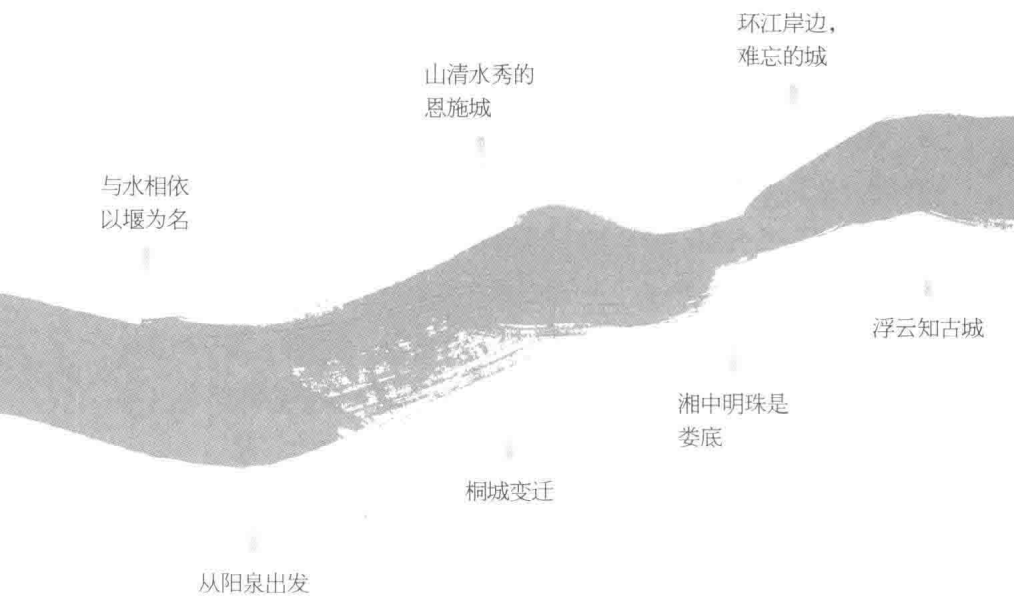 环江岸边，
难忘的城
山清水秀的
恩施城
与水相依
以堰为名
浮云知古城
湘中明珠是
娄底
桐城变迁
从阳泉出发